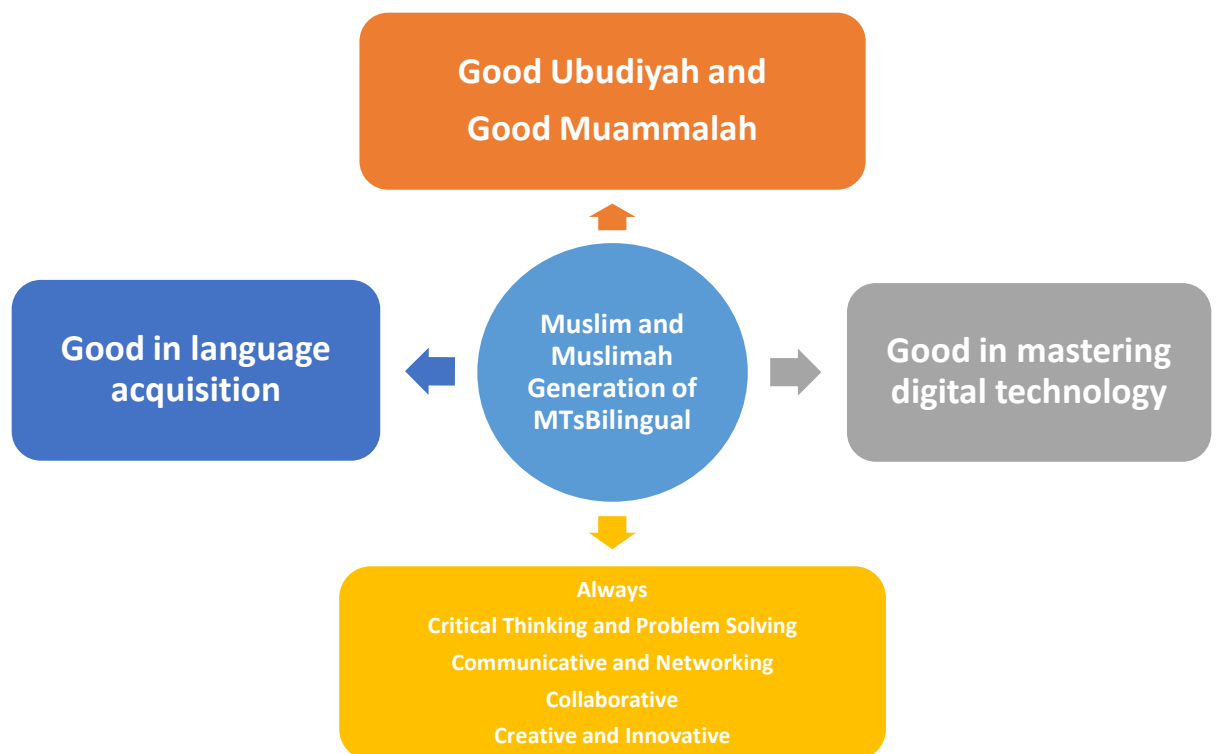 Good Ubudiyah and
Good Muammalah
Good in language
acquisition
Muslim and
Muslimah
Generation of
MTsBilingual
Good in mastering
digital technology
Always
Critical Thinking and Problem Solving
Communicative and Networking
Collaborative
Creative and Innovative